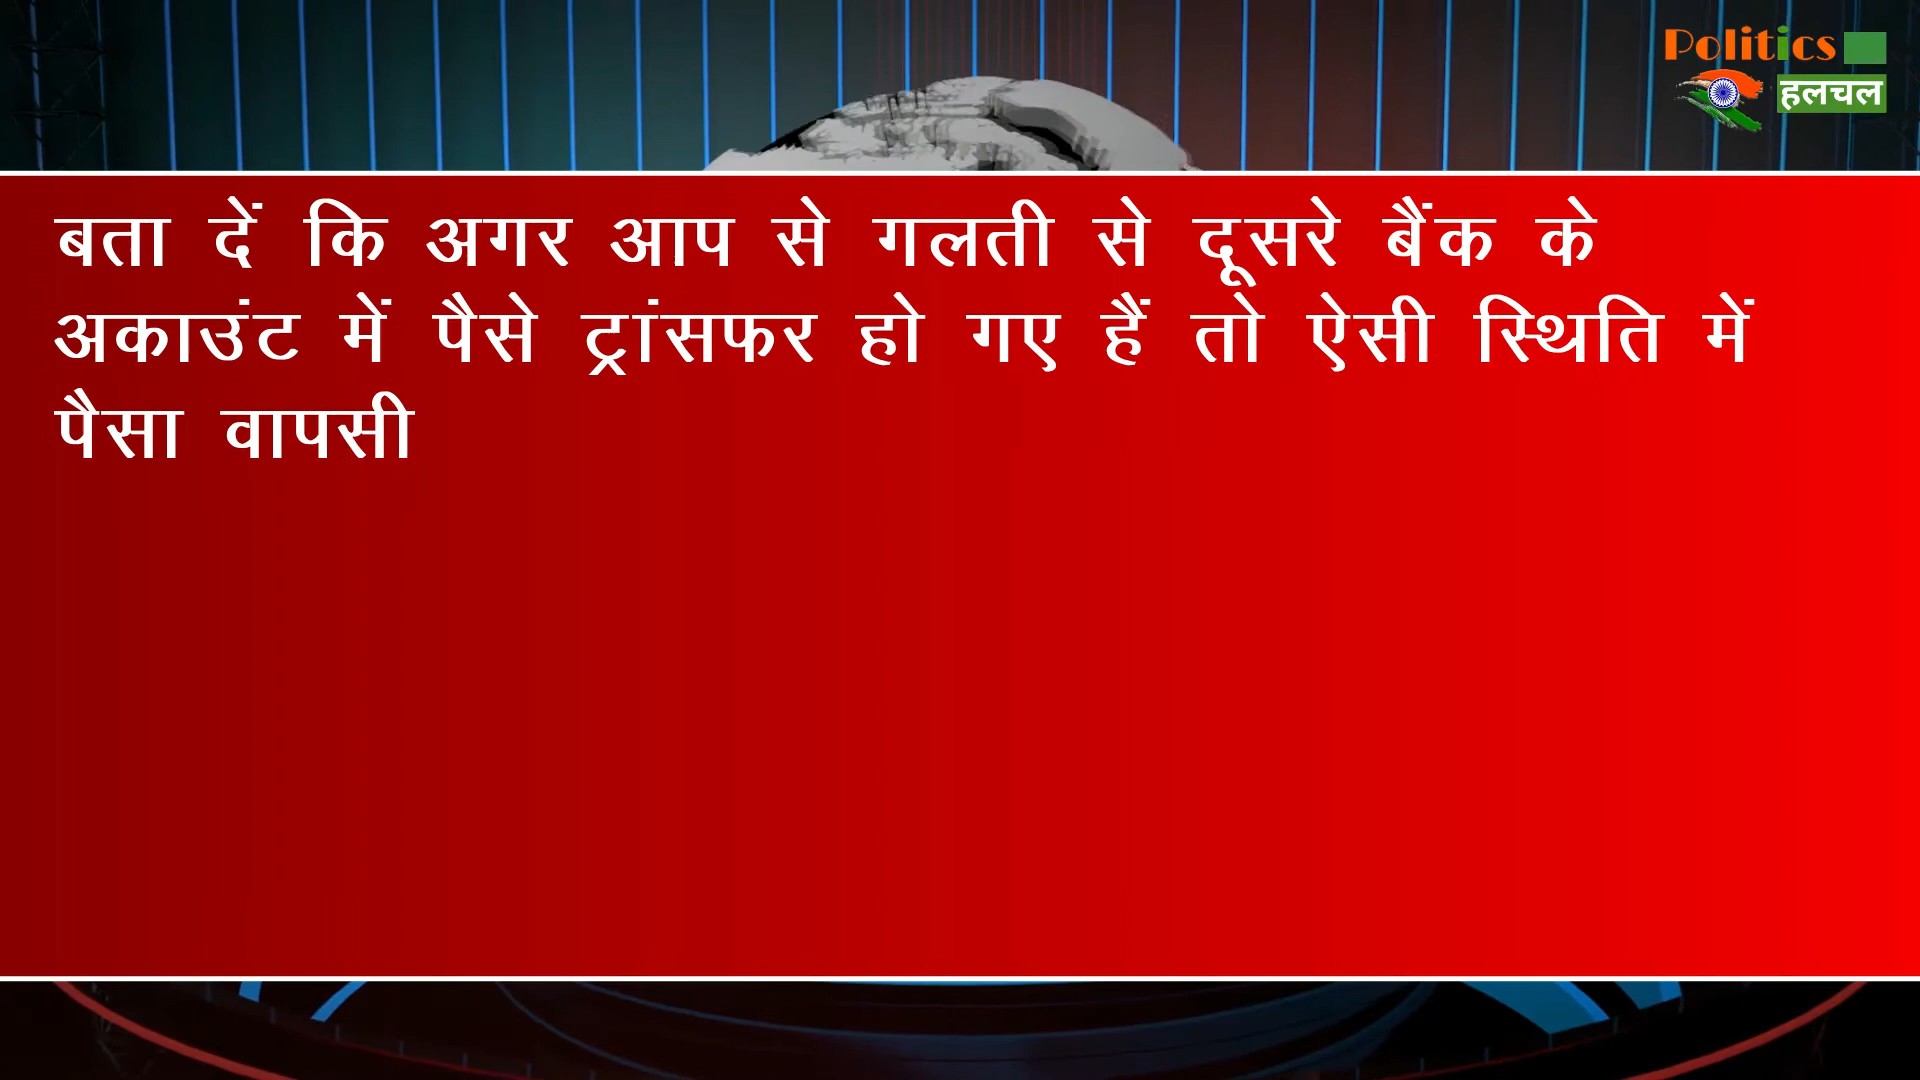 Politics
हलचल
बता दें कि अगर आप से गलती से दूसरे बैंक के
अकाउंट में पैसे ट्रांसफर हो गए हैं तो ऐसी स्थिति में
पैसा वापसी